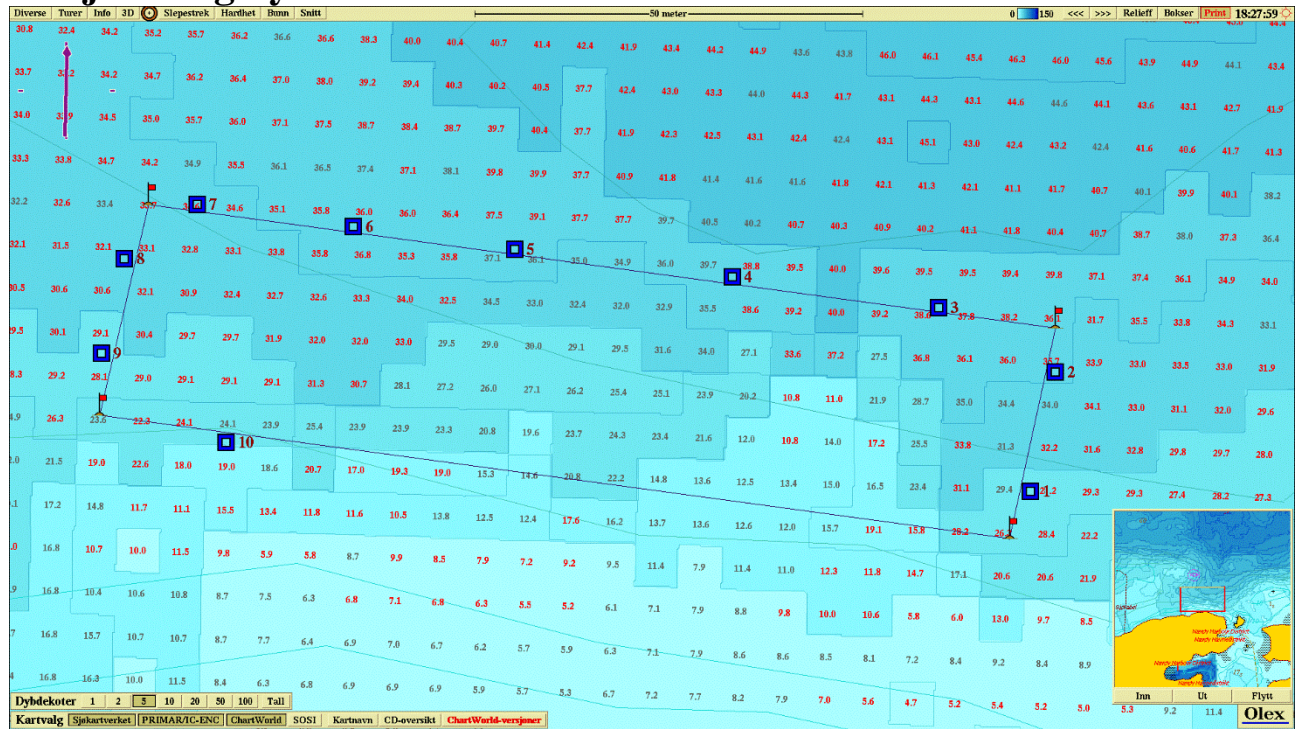 Diverse Turer Info 3D Slepestrek Hardhet Bunn Snitt 50 meter 0 150 <<< >>> Relieff Bokser Print 18:27:59
30.8 32.4 34.2 35.2 35.7 36.2 36.6 36.6 38.3 40.0 40.4 40.7 41.4 42.4 41.9 43.4 44.2 44.9 43.6 43.8 46.0 46.1 45.4 46.3 46.0 45.6 43.9 44.9 44.1 43.4
33.7 34.2 34.7 36.2 36.4 37.0 38.0 39.2 39.4 40.3 40.2 40.5 37.7 42.4 43.0 43.3 44.0 44.3 41.7 43.1 44.3 43.1 44.6 44.6 44.1 43.6 43.1 42.7 41.9
34.0 34.5 35.0 35.7 36.0 37.1 37.5 38.7 38.4 38.7 39.7 40.4 37.7 41.9 42.3 42.5 43.1 42.4 42.4 43.1 45.1 43.0 42.4 43.2 42.4 41.6 40.6 41.7 41.3
33.3 33.8 34.7 34.2 34.9 35.5 36.1 36.5 37.4 37.1 38.1 39.8 39.9 37.7 40.9 41.8 41.4 41.6 41.6 41.8 42.1 41.3 42.1 41.1 41.7 40.7 40.1 39.9 40.1 38.2
32.2 32.6 33.4 7 34.6 35.1 35.8 36.0 6 36.0 36.4 37.5 39.1 37.7 37.7 39.7 40.5 40.2 40.7 40.3 40.9 40.2 41.1 41.8 40.4 40.7 38.7 38.0 37.3 36.4
32.1 31.5 32.1 33.1 8 32.8 33.1 33.8 35.8 36.8 35.3 35.8 37.1 5 36.1 35.0 34.9 36.0 39.7 38.8 4 39.5 40.0 39.6 39.5 39.5 39.4 39.8 37.1 37.4 36.1 34.9 34.0
30.5 30.6 30.6 32.1 30.9 32.4 32.7 32.6 33.3 34.0 32.5 34.5 33.0 32.4 32.0 32.9 35.5 38.6 39.2 40.0 39.2 3 37.8 38.2 36.1 31.7 35.5 33.8 34.3 33.1
29.5 30.1 29.1 9 30.4 29.7 29.7 31.9 32.0 32.0 33.0 29.5 29.0 30.0 29.1 29.5 31.6 34.0 27.1 33.6 37.2 27.5 36.8 36.1 36.0 35.7 2 33.9 33.0 33.5 33.0 31.9
8.3 29.2 28.1 29.0 29.1 29.1 29.1 31.3 30.7 28.1 27.2 26.0 27.1 26.2 25.4 25.1 23.9 20.2 10.8 11.0 21.9 28.7 35.0 34.4 34.0 34.1 33.0 31.1 32.0 29.6
4.9 26.3 23.6 22.3 24.1 24.1 10 23.9 25.4 23.9 23.9 23.3 20.8 19.6 23.7 24.3 23.4 21.6 12.0 10.8 14.0 17.2 25.5 33.8 31.3 32.2 31.6 32.8 29.8 29.7 28.0
2.0 21.5 19.0 22.6 18.0 19.0 18.6 20.7 17.0 19.3 19.0 15.3 14.6 20.8 22.2 14.8 13.6 12.5 13.4 15.0 16.5 23.4 31.1 29.4 1 29.3 29.3 27.4 28.2 27.3
.1 17.2 14.8 11.7 11.1 15.5 13.4 11.8 11.6 10.5 13.8 12.5 12.4 17.6 16.2 13.7 13.6 12.6 12.0 15.7 19.1 15.8 28.2 28.4 22.2
.0 16.8 10.7 10.0 11.5 9.8 5.9 5.8 8.7 9.9 8.5 7.9 7.2 9.2 9.5 11.4 7.9 11.4 11.0 12.3 11.8 14.7 17.1 20.6 20.6 21.9
.9 16.8 10.4 10.6 10.8 8.7 7.5 6.3 6.8 7.1 6.8 6.3 5.5 5.2 6.1 7.1 7.9 8.8 9.8 10.0 10.6 5.8 6.0 13.0 9.7 8.5
7 16.8 15.7 10.7 10.7 8.7 7.7 6.4 6.9 7.0 6.7 6.2 5.7 5.9 6.3 7.1 7.9 8.6 8.6 8.5 8.1 7.2 8.4 9.2 8.4 8.9
16.8 16.3 10.0 11.5 8.4 6.3 6.8 6.9 6.9 6.9 5.9 5.7 5.3 6.7 7.2 7.7 8.2 7.9 7.0 5.6 4.7 5.2 5.4 5.2 5.0 5.3 9.2 11.4
Inn Ut Flytt
Dybdekoter 1 2 5 10 20 50 100 Tall
Kartvalg Sjøkartverket PRIMAR/IC-ENC ChartWorld SOSI Kartnavn CD-oversikt ChartWorld-versjoner
Olex